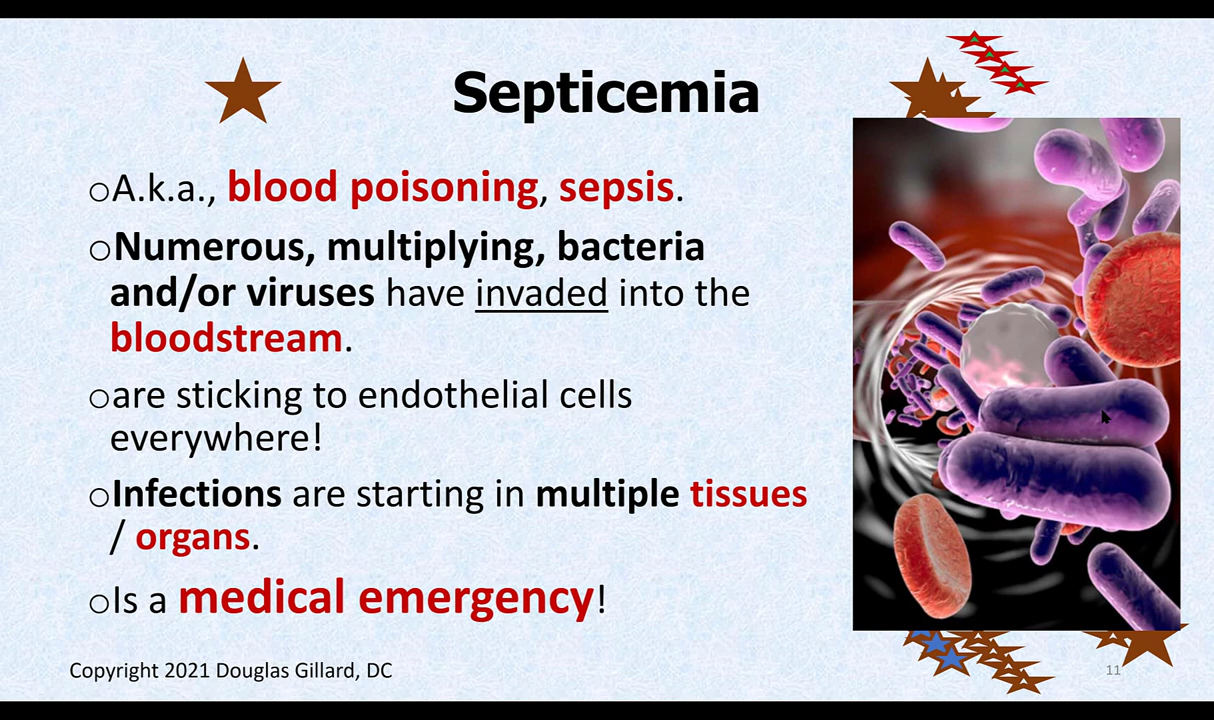 Septicemia
oA.k.a., blood poisoning, sepsis.
oNumerous, multiplying, bacteria
and/or viruses have invaded into the
bloodstream.
oare sticking to endothelial cells
everywhere!
oInfections are starting in multiple tissues
/ organs.
oIs a medical emergency!
Copyright 2021 Douglas Gillard, DC
11